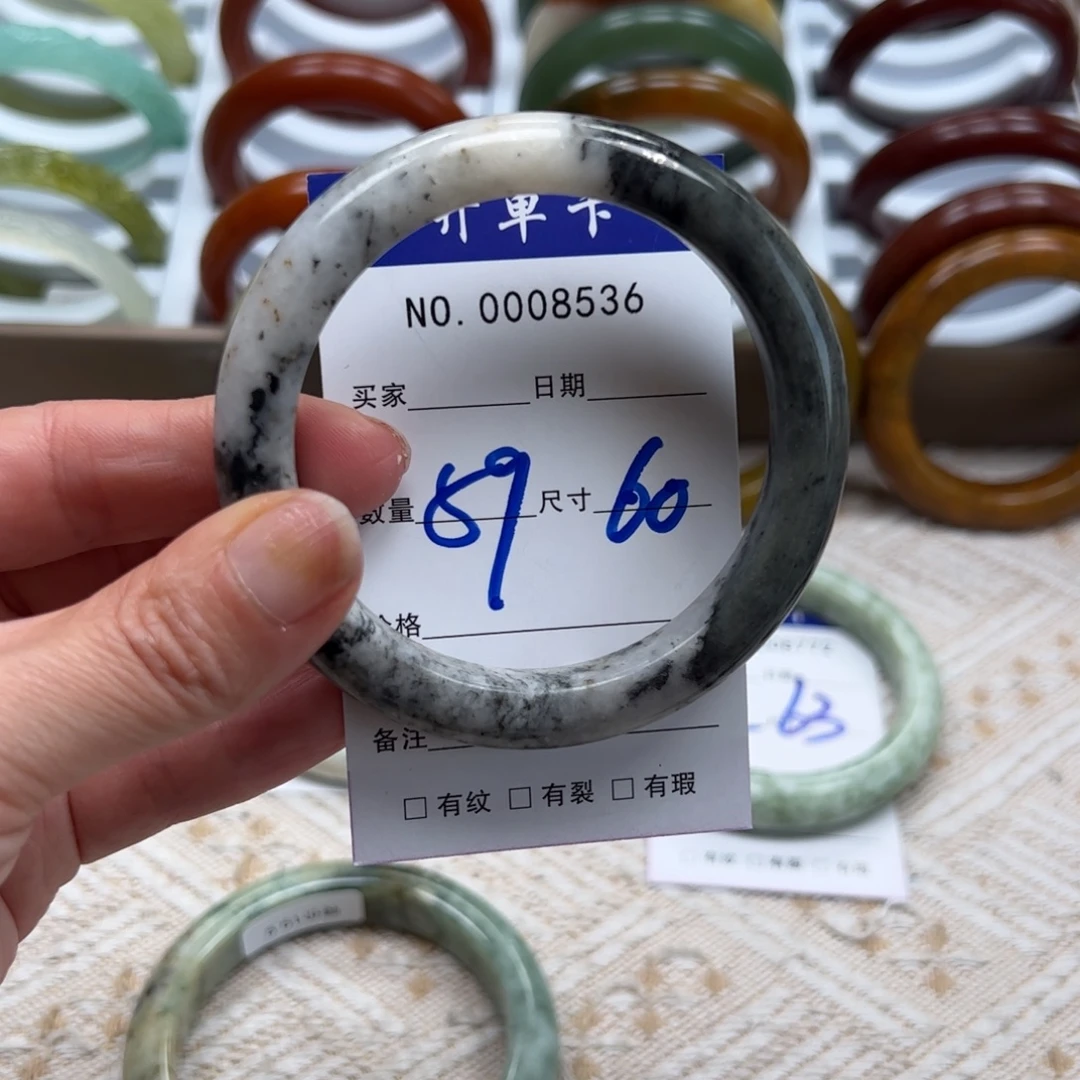 开单卡
NO. 0008536
买家 日期
数量 59 尺寸 60
价格
备注
□ 有纹 □ 有裂 □ 有瑕
63